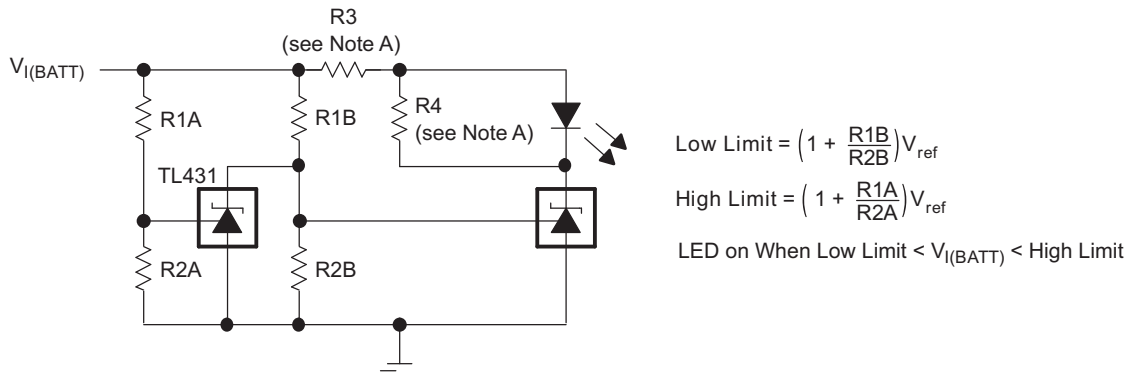 R3
(see Note A)
V_I(BATT)
R1A
R1B
R4
(see Note A)
TL431
R2A
R2B
Low Limit = (1 + R1B/R2B)V_ref
High Limit = (1 + R1A/R2A)V_ref
LED on When Low Limit < V_I(BATT) < High Limit